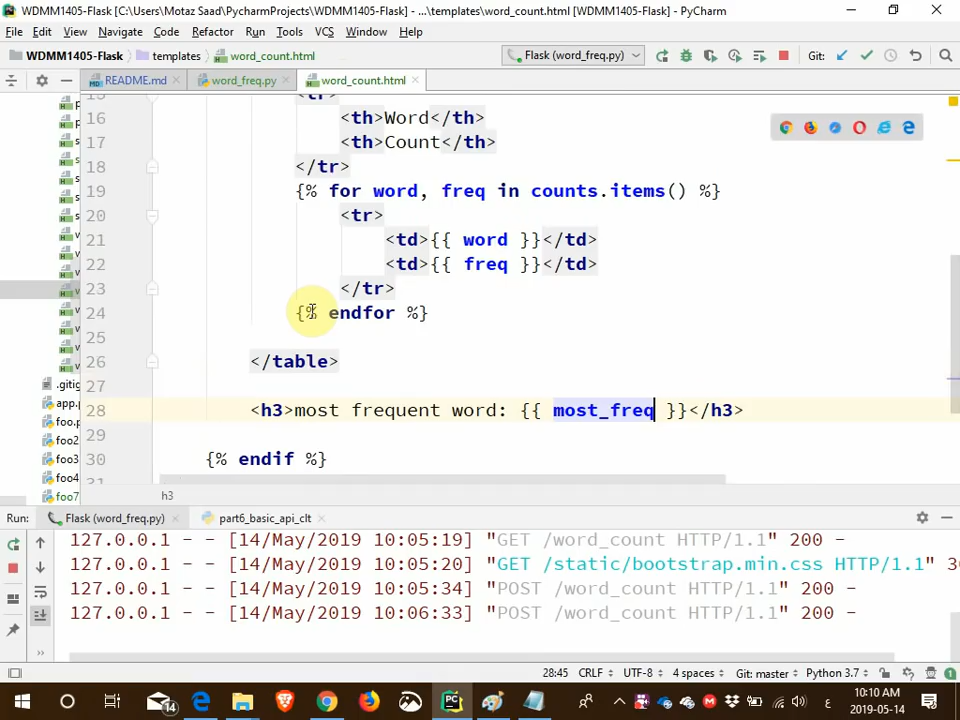 WDMM1405-Flask [C:\Users\Motaz Saad\PycharmProjects\WDMM1405-Flask] - ...\templates\word_count.html [WDMM1405-Flask] - PyCharm
File Edit View Navigate Code Refactor Run Tools VCS Window Help
WDMM1405-Flask templates word_count.html Flask (word_freq.py) Git:
README.md word_freq.py word_count.html
<tr>
16 <th>Word</th>
17 <th>Count</th>
18 </tr>
19 {% for word, freq in counts.items() %}
20 <tr>
21 <td>{{ word }}</td>
22 <td>{{ freq }}</td>
23 </tr>
24 {% endfor %}
25
26 </table>
27
.gitig
app.
28 <h3>most frequent word: {{ most_freq }}</h3>
foo.p
29
foo2
30 {% endif %}
foo3
foo4
foo7
h3
Run: Flask (word_freq.py) part6_basic_api_clt
127.0.0.1 - - [14/May/2019 10:05:19] "GET /word_count HTTP/1.1" 200 -
127.0.0.1 - - [14/May/2019 10:05:20] "GET /static/bootstrap.min.css HTTP/1.1" 3
127.0.0.1 - - [14/May/2019 10:05:34] "POST /word_count HTTP/1.1" 200 -
127.0.0.1 - - [14/May/2019 10:06:33] "POST /word_count HTTP/1.1" 200 -
28:45 CRLF UTF-8 4 spaces Git: master Python 3.7
14
ع
10:10 AM
2019-05-14